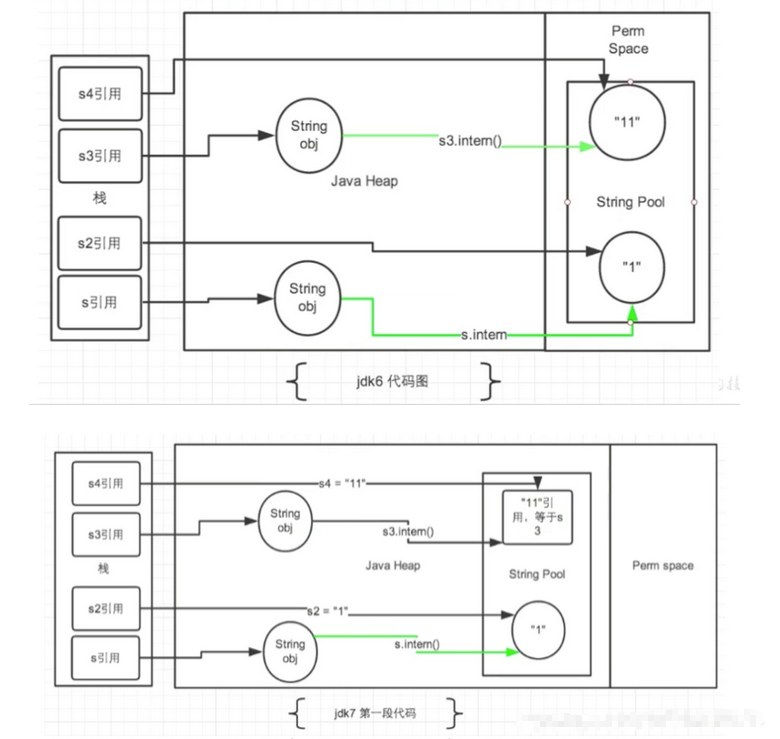 Perm
Space
s4引用
"11"
String
obj
s3.intern()
s3引用
Java Heap
栈
String Pool
s2引用
"1"
String
obj
s引用
s.intern
jdk6 代码图
s4引用
s4 = "11"
"11"引
用，等于s
3
String
obj
s3引用
s3.intern()
栈
Java Heap
Perm space
String Pool
s2引用
s2 = "1"
"1"
String
obj
s.intern()
s引用
jdk7 第一段代码